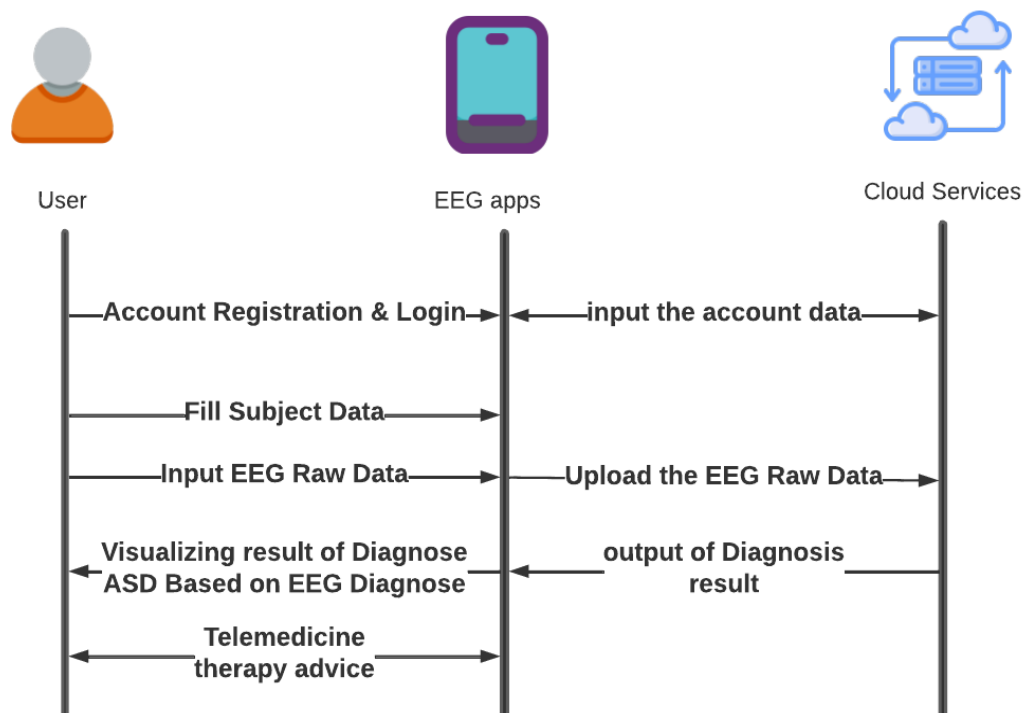 User
EEG apps
Cloud Services
Account Registration & Login
input the account data
Fill Subject Data
Input EEG Raw Data
Upload the EEG Raw Data
Visualizing result of Diagnose
ASD Based on EEG Diagnose
output of Diagnosis
result
Telemedicine
therapy advice